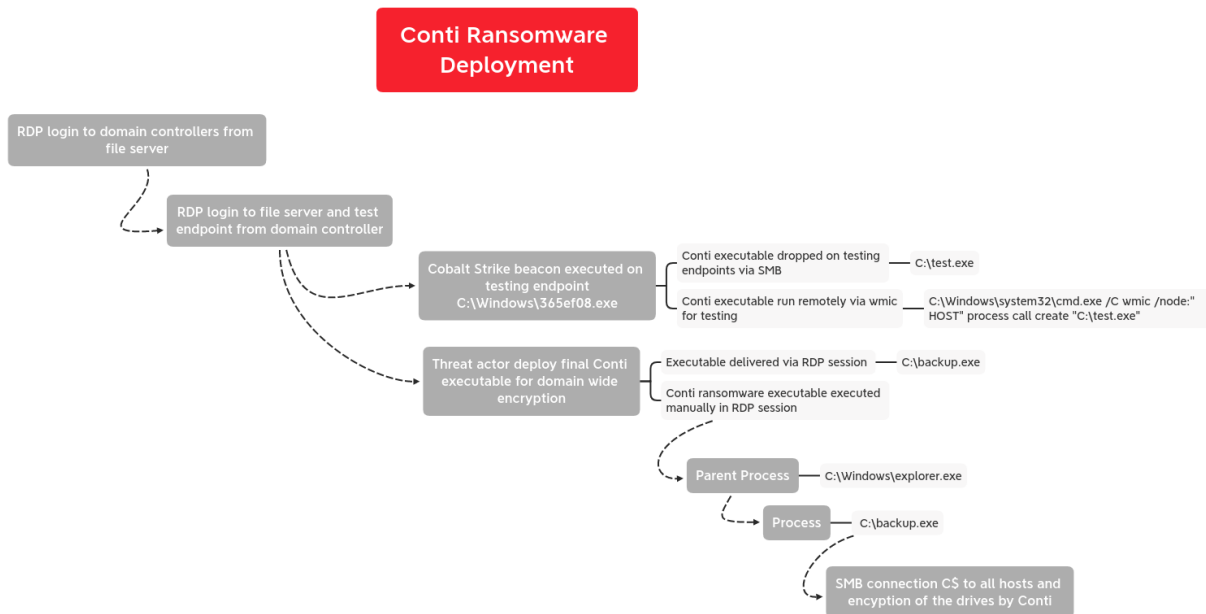 Conti Ransomware
Deployment
RDP login to domain controllers from
file server
RDP login to file server and test
endpoint from domain controller
Cobalt Strike beacon executed on
testing endpoint
C:\Windows\365ef08.exe
Conti executable dropped on testing
endpoints via SMB
C:\test.exe
Conti executable run remotely via wmic
for testing
C:\Windows\system32\cmd.exe /C wmic /node:"
HOST" process call create "C:\test.exe"
Threat actor deploy final Conti
executable for domain wide
encryption
Executable delivered via RDP session
C:\backup.exe
Conti ransomware executable executed
manually in RDP session
Parent Process
C:\Windows\explorer.exe
Process
C:\backup.exe
SMB connection C$ to all hosts and
encyption of the drives by Conti